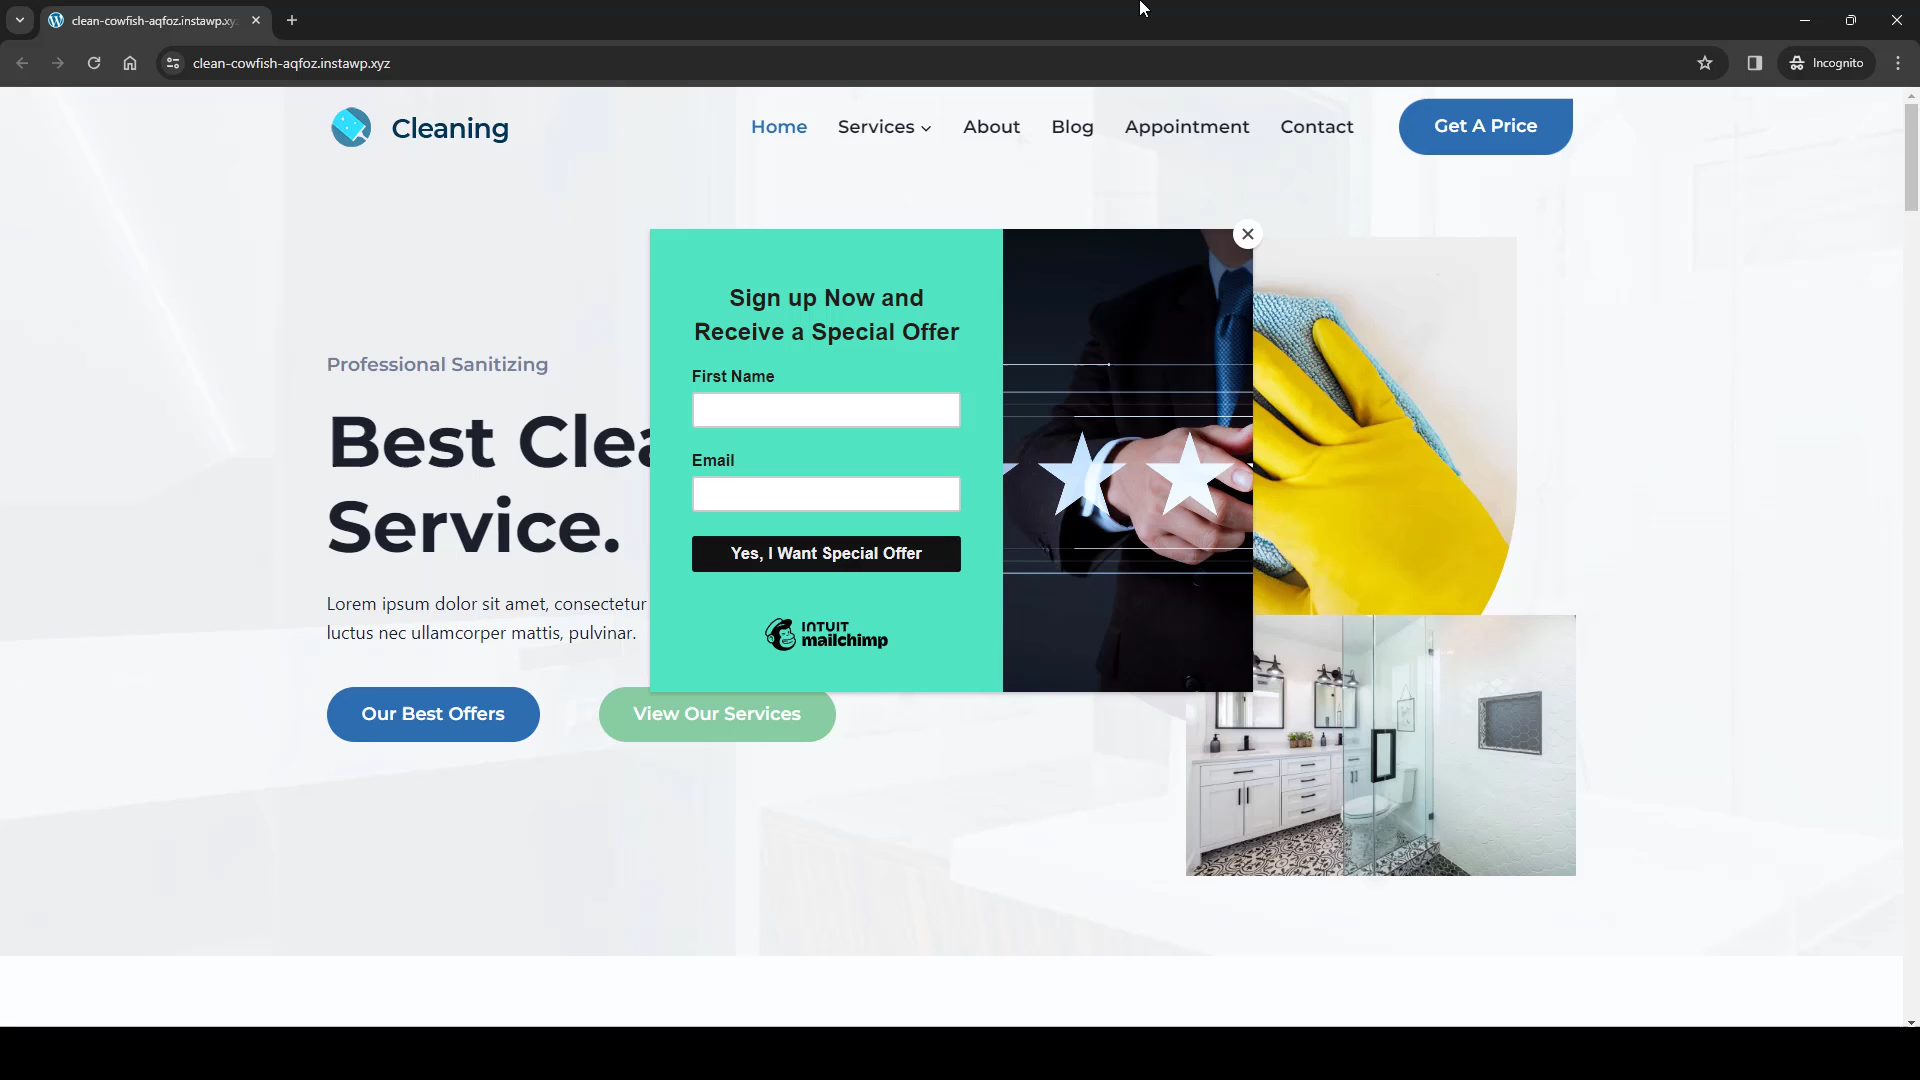 clean-cowfish-aqfoz.instawp.xy
clean-cowfish-aqfoz.instawp.xyz
Incognito
Cleaning
Home
Services
About
Blog
Appointment
Contact
Get A Price
Sign up Now and
Receive a Special Offer
First Name
Email
Yes, I Want Special Offer
INTUIT
mailchimp
Professional Sanitizing
Best Clea
Service.
Lorem ipsum dolor sit amet, consectetur
luctus nec ullamcorper mattis, pulvinar.
Our Best Offers
View Our Services